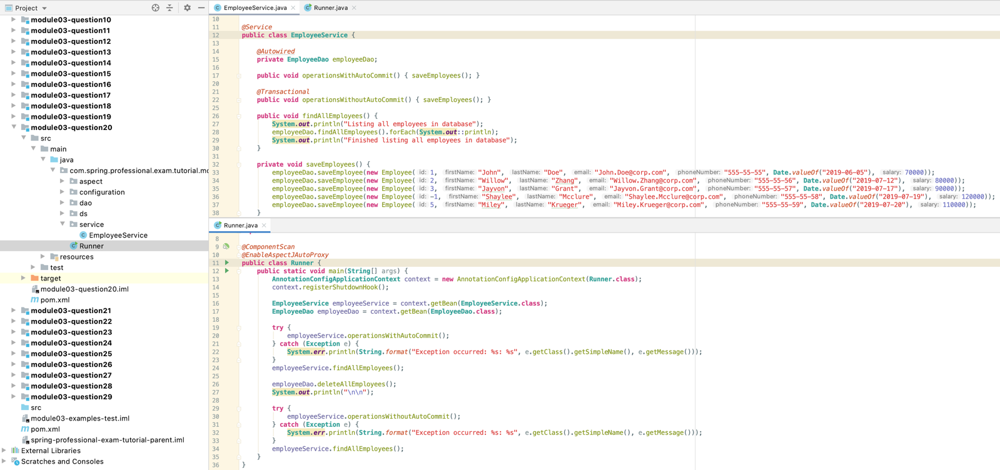 Project
module03-question10
module03-question11
module03-question12
module03-question13
module03-question14
module03-question15
module03-question16
module03-question17
module03-question18
module03-question19
module03-question20
src
main
java
com.spring.professional.exam.tutorial.mo
aspect
configuration
dao
ds
service
EmployeeService
Runner
resources
test
target
module03-question20.iml
pom.xml
module03-question21
module03-question22
module03-question23
module03-question24
module03-question25
module03-question26
module03-question27
module03-question28
module03-question29
src
module03-examples-test.iml
pom.xml
spring-professional-exam-tutorial-parent.iml
External Libraries
Scratches and Consoles
EmployeeService.java Runner.java
10
11 @Service
12 public class EmployeeService {
13
14 @Autowired
15 private EmployeeDao employeeDao;
16
17 public void operationsWithAutoCommit() { saveEmployees(); }
20
21 @Transactional
22 public void operationsWithoutAutoCommit() { saveEmployees(); }
25
26 public void findAllEmployees() {
27 System.out.println("Listing all employees in database");
28 employeeDao.findAllEmployees().forEach(System.out::println);
29 System.out.println("Finished listing all employees in database");
30 }
31
32 private void saveEmployees() {
33 employeeDao.saveEmployee(new Employee( id: 1, firstName: "John", lastName: "Doe", email: "John.Doe@corp.com", phoneNumber: "555-55-55", Date.valueOf("2019-06-05"), salary: 70000));
34 employeeDao.saveEmployee(new Employee( id: 2, firstName: "Willow", lastName: "Zhang", email: "Willow.Zhang@corp.com", phoneNumber: "555-55-56", Date.valueOf("2019-07-12"), salary: 80000));
35 employeeDao.saveEmployee(new Employee( id: 3, firstName: "Jayvon", lastName: "Grant", email: "Jayvon.Grant@corp.com", phoneNumber: "555-55-57", Date.valueOf("2019-07-17"), salary: 90000));
36 employeeDao.saveEmployee(new Employee( id: -1, firstName: "Shaylee", lastName: "Mcclure", email: "Shaylee.Mcclure@corp.com", phoneNumber: "555-55-58", Date.valueOf("2019-07-19"), salary: 120000));
37 employeeDao.saveEmployee(new Employee( id: 5, firstName: "Miley", lastName: "Krueger", email: "Miley.Krueger@corp.com", phoneNumber: "555-55-59", Date.valueOf("2019-07-20"), salary: 110000));
38 }
Runner.java
8
9 @ComponentScan
10 @EnableAspectJAutoProxy
11 public class Runner {
12 public static void main(String[] args) {
13 AnnotationConfigApplicationContext context = new AnnotationConfigApplicationContext(Runner.class);
14 context.registerShutdownHook();
15
16 EmployeeService employeeService = context.getBean(EmployeeService.class);
17 EmployeeDao employeeDao = context.getBean(EmployeeDao.class);
18
19 try {
20 employeeService.operationsWithAutoCommit();
21 } catch (Exception e) {
22 System.err.println(String.format("Exception occurred: %s: %s", e.getClass().getSimpleName(), e.getMessage()));
23 }
24 employeeService.findAllEmployees();
25
26 employeeDao.deleteAllEmployees();
27 System.out.println("\n\n");
28
29 try {
30 employeeService.operationsWithoutAutoCommit();
31 } catch (Exception e) {
32 System.err.println(String.format("Exception occurred: %s: %s", e.getClass().getSimpleName(), e.getMessage()));
33 }
34 employeeService.findAllEmployees();
35 }
36 }